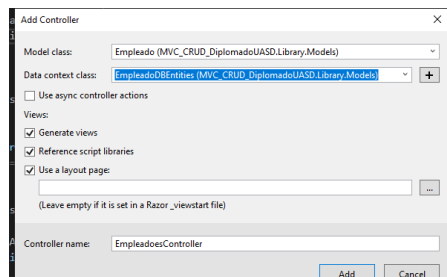 Add Controller
Model class:
Empleado (MVC_CRUD_DiplomadoUASD.Library.Models)
Data context class:
EmpleadoDBEntities (MVC_CRUD_DiplomadoUASD.Library.Models)
+
Use async controller actions
Views:
Generate views
Reference script libraries
Use a layout page:
...
(Leave empty if it is set in a Razor _viewstart file)
Controller name:
EmpleadoesController
Add
Cancel